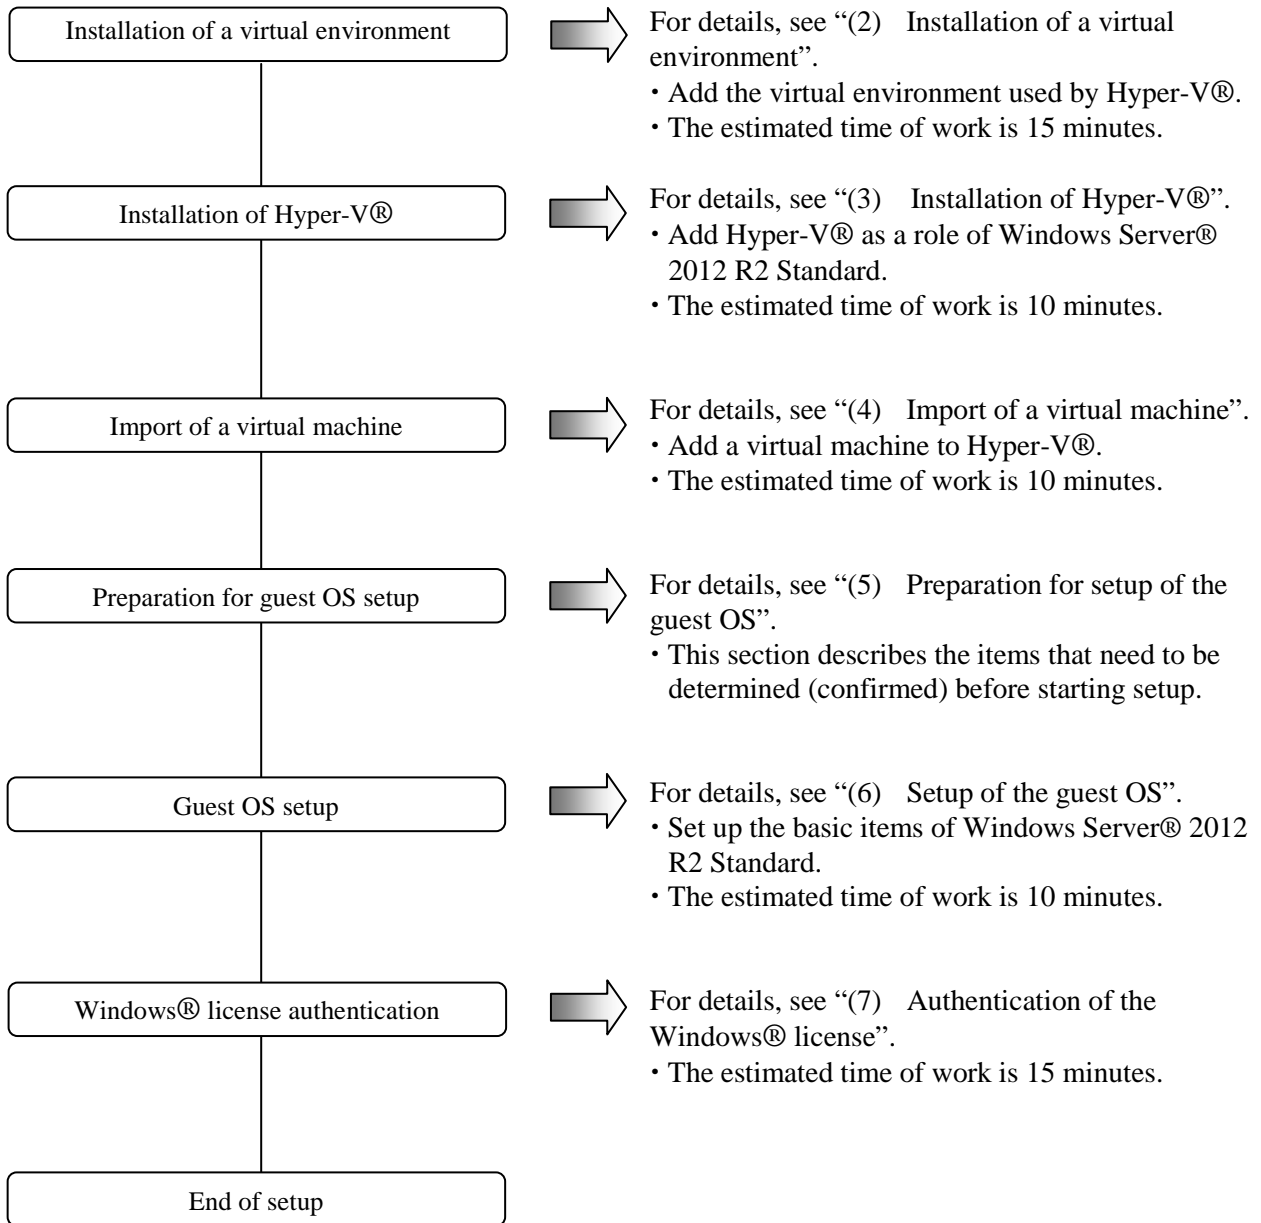 Installation of a virtual environment
For details, see “(2) Installation of a virtual
environment”.
・Add the virtual environment used by Hyper-V®.
・The estimated time of work is 15 minutes.
Installation of Hyper-V®
For details, see “(3) Installation of Hyper-V®”.
・Add Hyper-V® as a role of Windows Server®
2012 R2 Standard.
・The estimated time of work is 10 minutes.
Import of a virtual machine
For details, see “(4) Import of a virtual machine”.
・Add a virtual machine to Hyper-V®.
・The estimated time of work is 10 minutes.
Preparation for guest OS setup
For details, see “(5) Preparation for setup of the
guest OS”.
・This section describes the items that need to be
determined (confirmed) before starting setup.
Guest OS setup
For details, see “(6) Setup of the guest OS”.
・Set up the basic items of Windows Server® 2012
R2 Standard.
・The estimated time of work is 10 minutes.
Windows® license authentication
For details, see “(7) Authentication of the
Windows® license”.
・The estimated time of work is 15 minutes.
End of setup